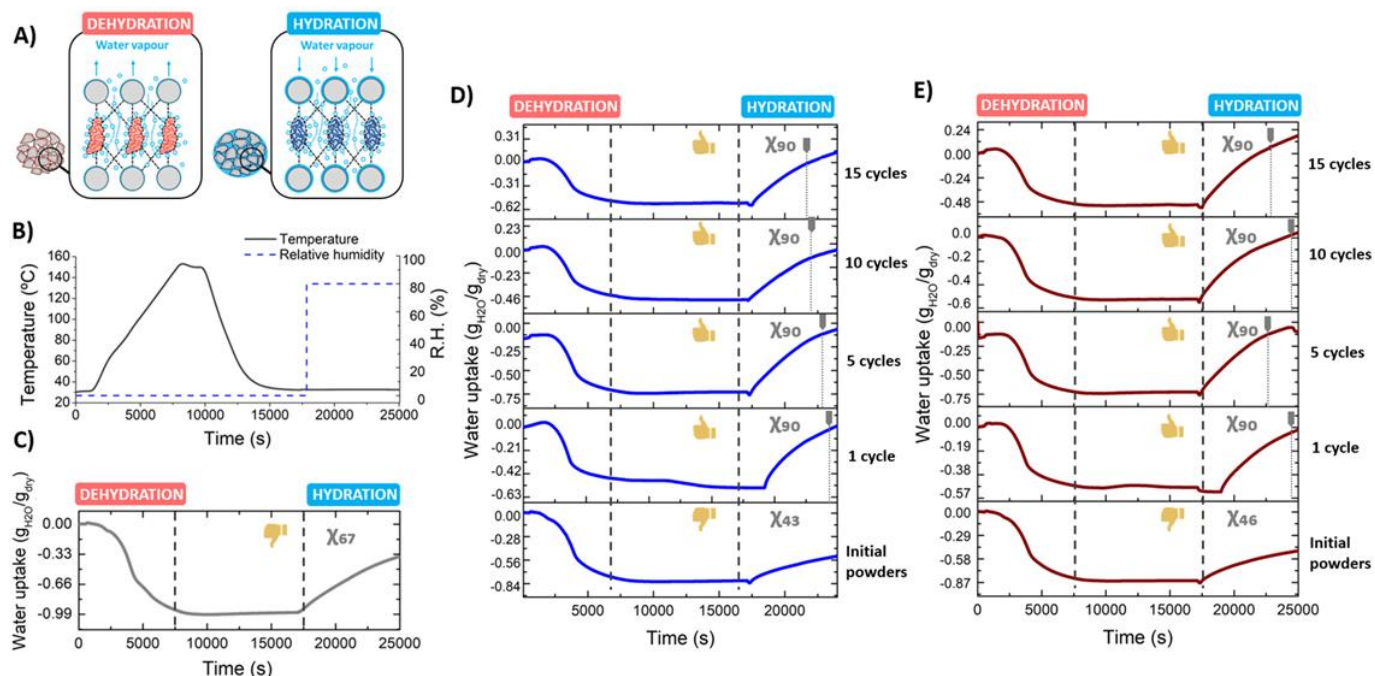 A)
DEHYDRATION
HYDRATION
Water vapour
Water vapour
B)
Temperature
Relative humidity
Temperature (ºC)
160
140
120
100
80
60
40
20
R.H. (%)
100
80
60
40
20
0
0 5000 10000 15000 20000 25000
Time (s)
C)
DEHYDRATION
HYDRATION
Water uptake (gH2O/gdry)
0.00
-0.33
-0.66
-0.99
χ67
0 5000 10000 15000 20000 25000
Time (s)
D)
DEHYDRATION
HYDRATION
Water uptake (gH2O/gdry)
0.31
0.00
-0.31
-0.62
χ90
15 cycles
0.23
0.00
-0.23
-0.46
χ90
10 cycles
0.00
-0.25
-0.50
-0.75
χ90
5 cycles
0.00
-0.21
-0.42
-0.63
χ90
1 cycle
0.00
-0.28
-0.56
-0.84
χ43
Initial
powders
5000 10000 15000 20000
Time (s)
E)
DEHYDRATION
HYDRATION
Water uptake (gH2O/gdry)
0.24
0.00
-0.24
-0.48
χ90
15 cycles
0.0
-0.2
-0.4
-0.6
χ90
10 cycles
0.00
-0.25
-0.50
-0.75
χ90
5 cycles
0.00
-0.19
-0.38
-0.57
χ90
1 cycle
0.00
-0.29
-0.58
-0.87
χ46
Initial
powders
0 5000 10000 15000 20000 25000
Time (s)